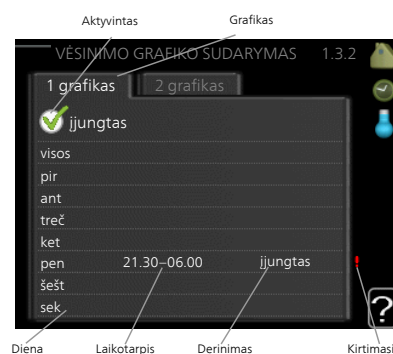 Aktyvintas Grafikas
VĖSINIMO GRAFIKO SUDARYMAS 1.3.2
1 grafikas 2 grafikas
įjungtas
visos
pir
ant
treč
ket
pen 21.30–06.00 įjungtas !
šešt
sek
?
Diena Laikotarpis Derinimas Kirtimasi